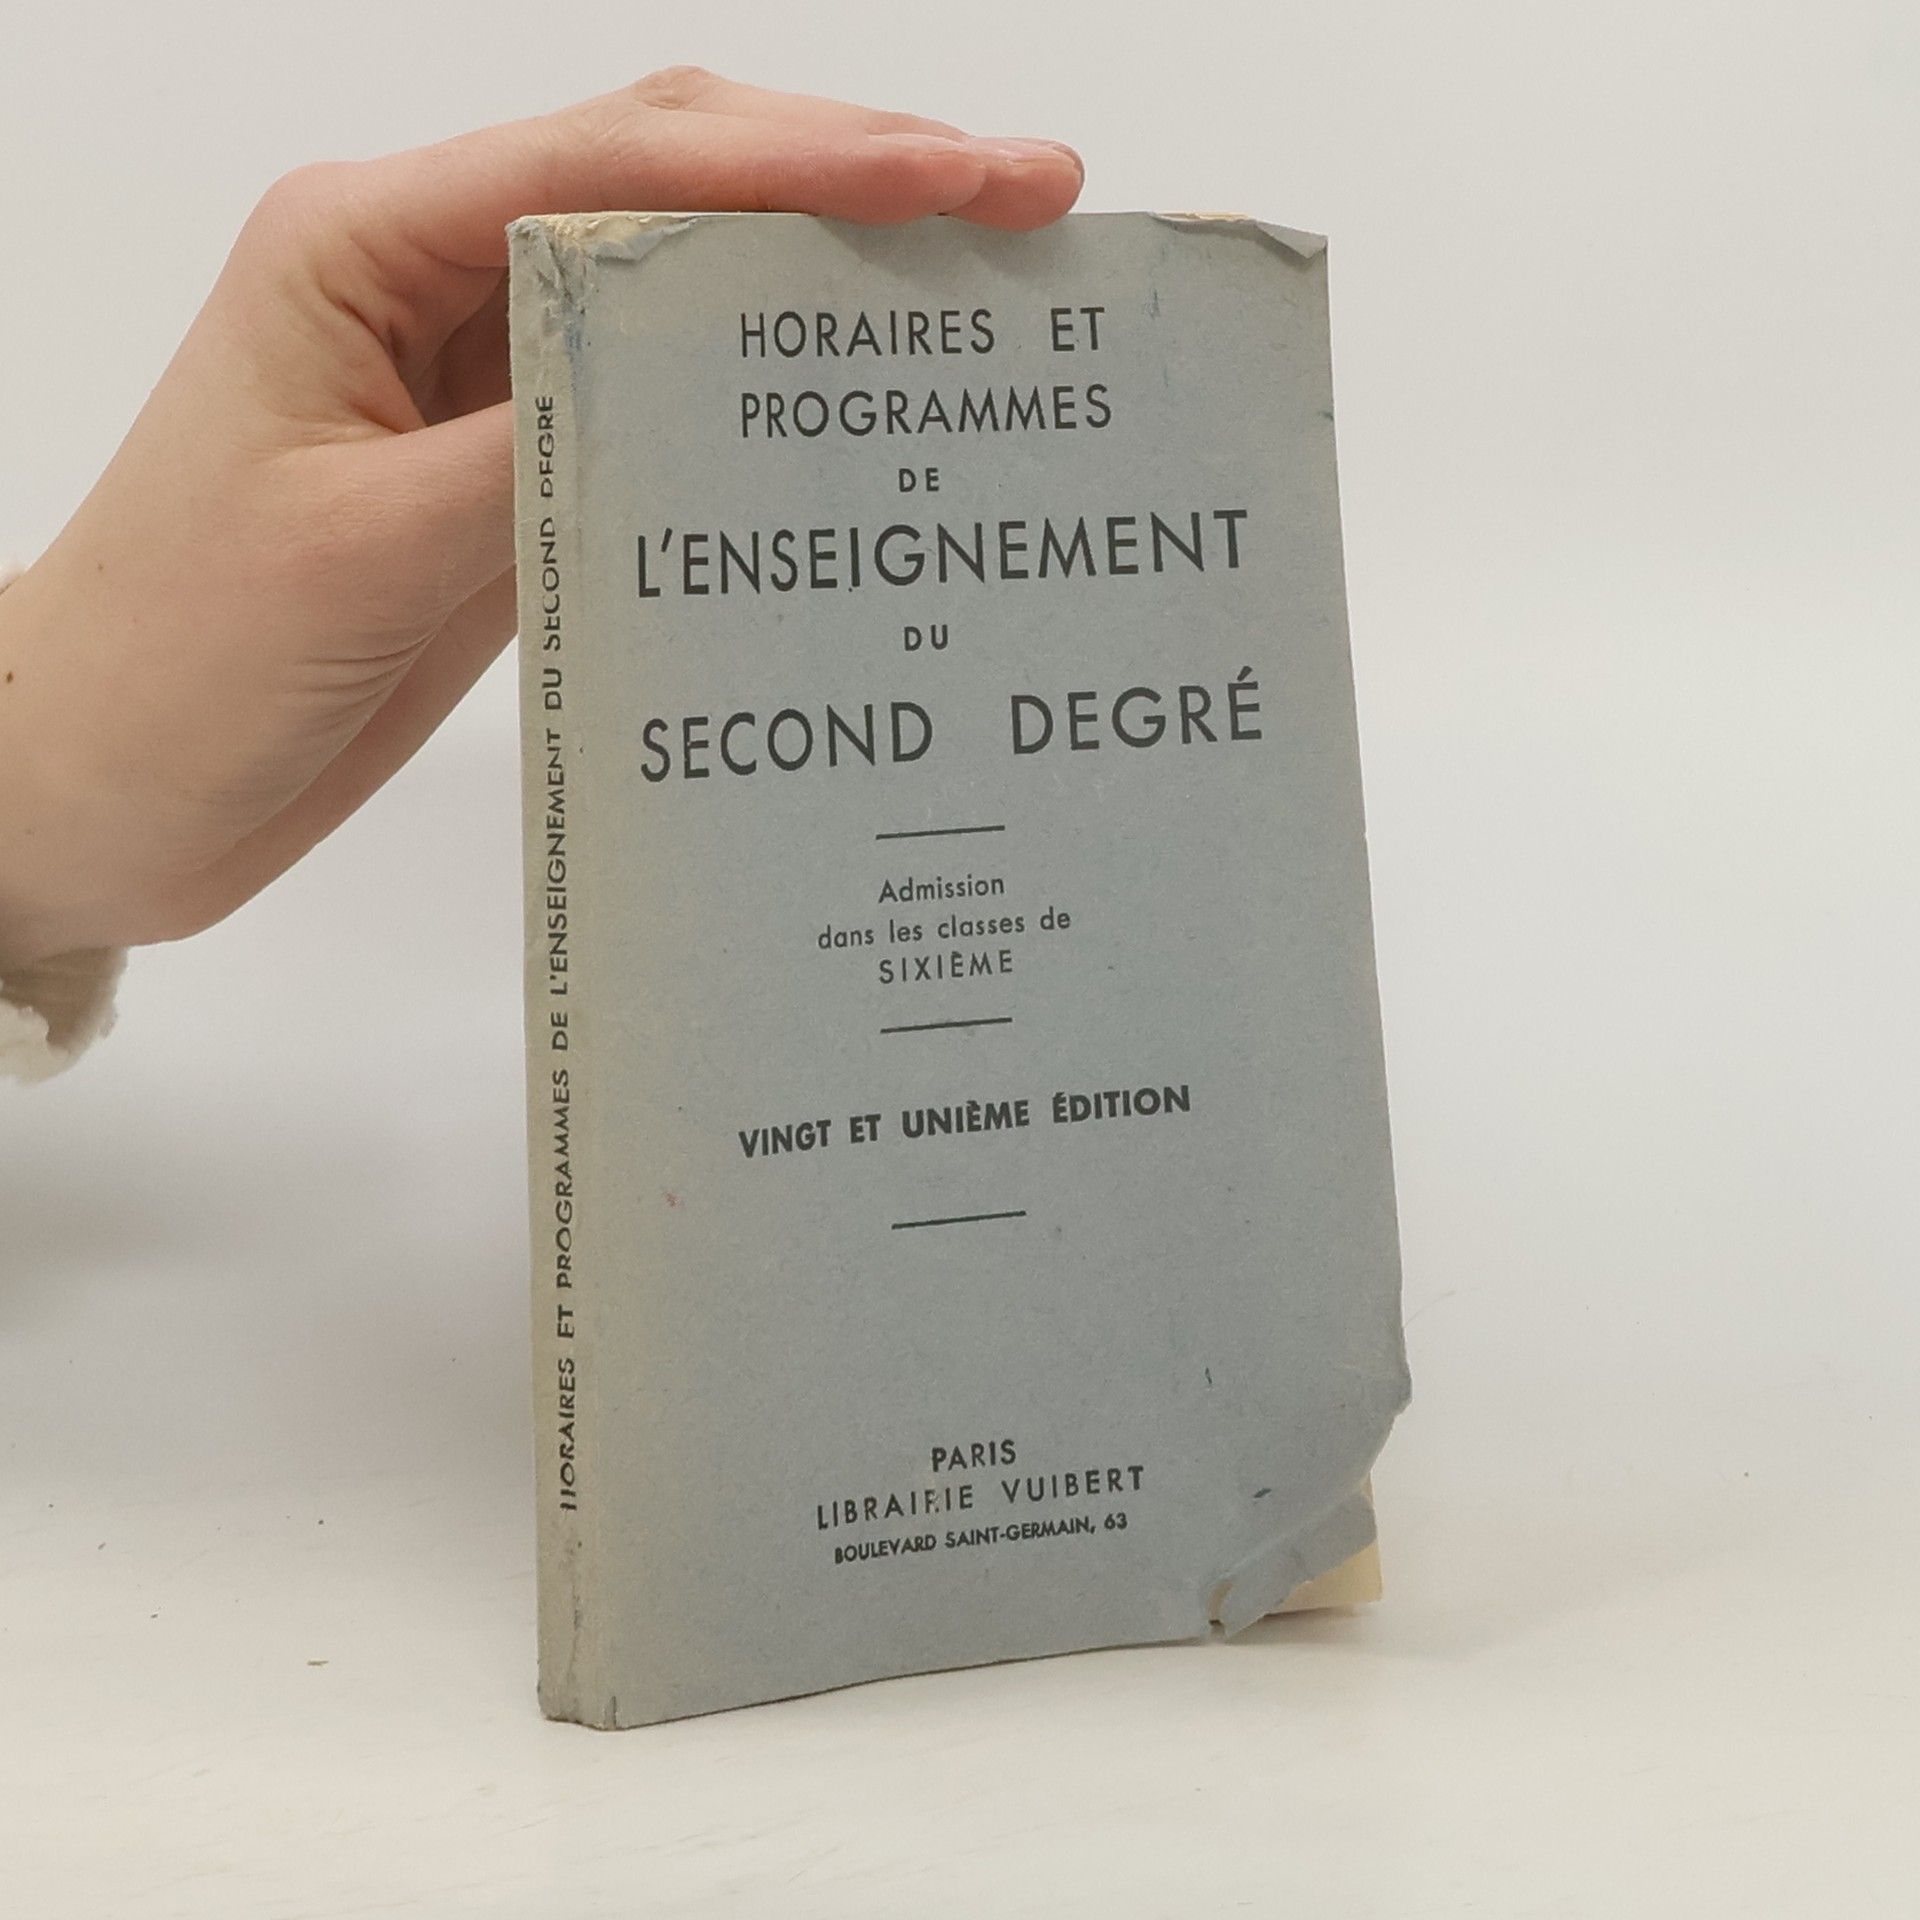 HORAIRES ET PROGRAMMES DE L'ENSEIGNEMENT DU SECOND DEGRÉ
HORAIRES ET
PROGRAMMES
DE
L'ENSEIGNEMENT
DU
SECOND DEGRÉ
Admission
dans les classes de
SIXIÈME
VINGT ET UNIÈME ÉDITION
PARIS
LIBRAIRIE VUIBERT
BOULEVARD SAINT-GERMAIN, 63